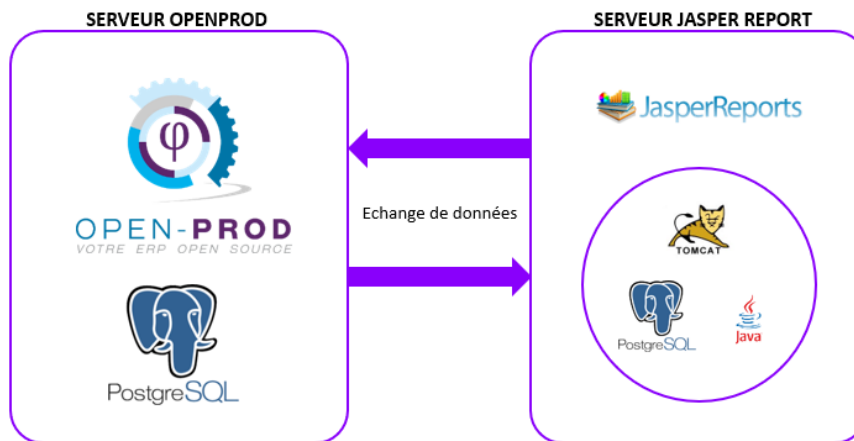 SERVEUR OPENPROD
SERVEUR JASPER REPORT
φ
OPEN-PROD
VOTRE ERP OPEN SOURCE
PostgreSQL
Echange de données
JasperReports
TOMCAT
PostgreSQL
Java